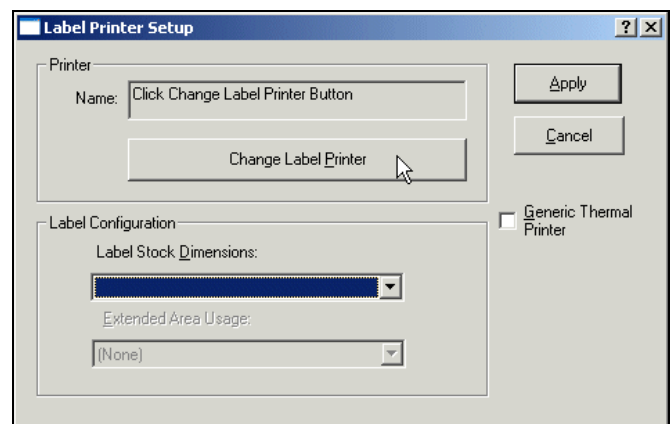 Label Printer Setup
Printer
Name: Click Change Label Printer Button
Change Label Printer
Apply
Cancel
Generic Thermal
Printer
Label Configuration
Label Stock Dimensions:
Extended Area Usage:
(None)